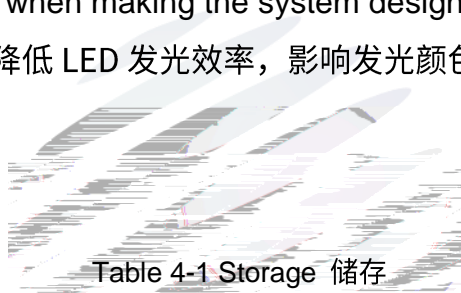 when making the system design
降低 LED 发光效率，影响发光颜色
Table 4-1 Storage 储存